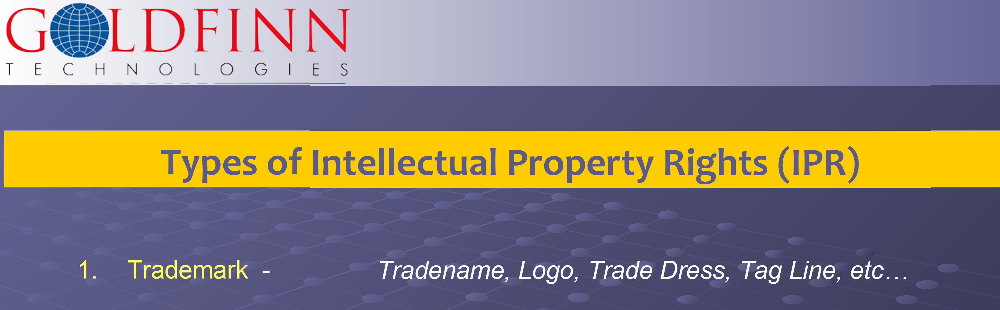 GOLDFINN
TECHNOLOGIES
Types of Intellectual Property Rights (IPR)
1. Trademark - Tradename, Logo, Trade Dress, Tag Line, etc…